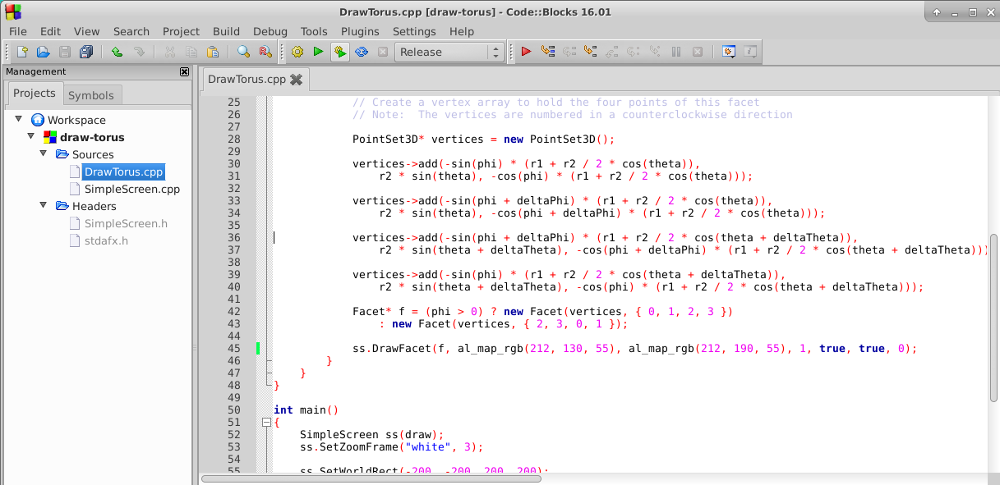 DrawTorus.cpp [draw-torus] - Code::Blocks 16.01
File Edit View Search Project Build Debug Tools Plugins Settings Help
Release
Management
Projects Symbols
Workspace
draw-torus
Sources
DrawTorus.cpp
SimpleScreen.cpp
Headers
SimpleScreen.h
stdafx.h
DrawTorus.cpp
25 // Create a vertex array to hold the four points of this facet
26 // Note:  The vertices are numbered in a counterclockwise direction
27
28 PointSet3D* vertices = new PointSet3D();
29
30 vertices->add(-sin(phi) * (r1 + r2 / 2 * cos(theta)),
31 r2 * sin(theta), -cos(phi) * (r1 + r2 / 2 * cos(theta)));
32
33 vertices->add(-sin(phi + deltaPhi) * (r1 + r2 / 2 * cos(theta)),
34 r2 * sin(theta), -cos(phi + deltaPhi) * (r1 + r2 / 2 * cos(theta)));
35
36 vertices->add(-sin(phi + deltaPhi) * (r1 + r2 / 2 * cos(theta + deltaTheta)),
37 r2 * sin(theta + deltaTheta), -cos(phi + deltaPhi) * (r1 + r2 / 2 * cos(theta + deltaTheta))
38
39 vertices->add(-sin(phi) * (r1 + r2 / 2 * cos(theta + deltaTheta)),
40 r2 * sin(theta + deltaTheta), -cos(phi) * (r1 + r2 / 2 * cos(theta + deltaTheta)));
41
42 Facet* f = (phi > 0) ? new Facet(vertices, { 0, 1, 2, 3 })
43 : new Facet(vertices, { 2, 3, 0, 1 });
44
45 ss.DrawFacet(f, al_map_rgb(212, 130, 55), al_map_rgb(212, 190, 55), 1, true, true, 0);
46 }
47 }
48 }
49
50 int main()
51 {
52 SimpleScreen ss(draw);
53 ss.SetZoomFrame("white", 3);
54
55 ss.SetWorldRect(-200, -200, 200, 200);